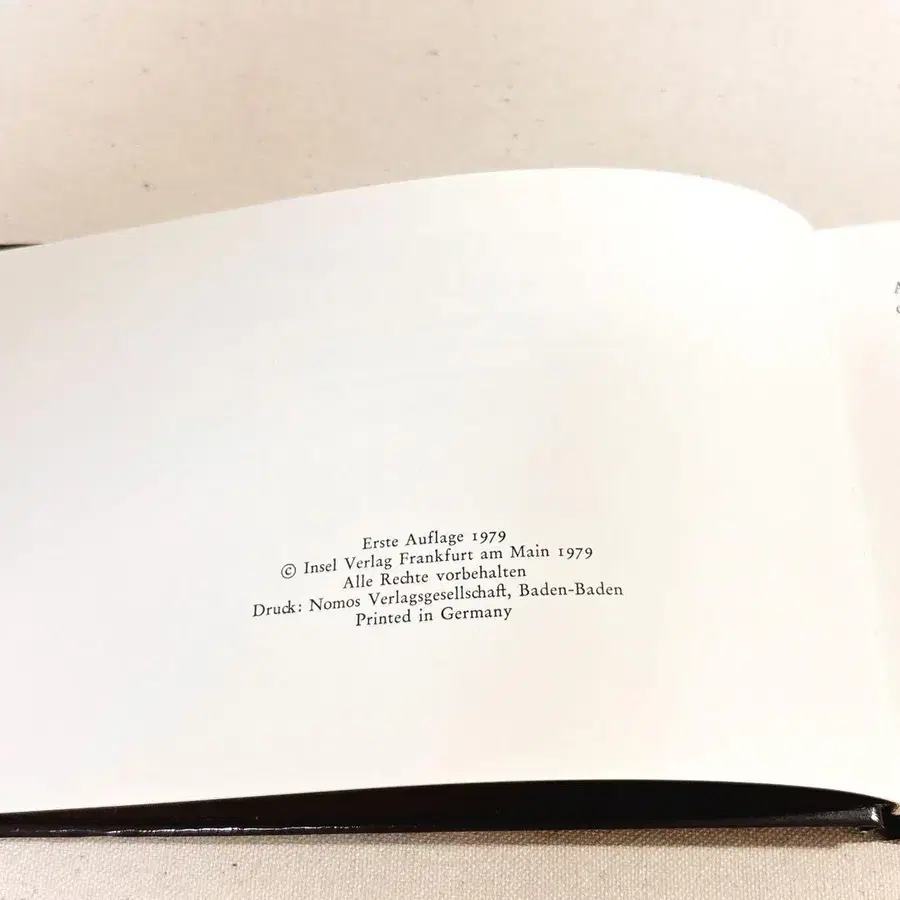 Erste Auflage 1979
© Insel Verlag Frankfurt am Main 1979
Alle Rechte vorbehalten
Druck: Nomos Verlagsgesellschaft, Baden-Baden
Printed in Germany